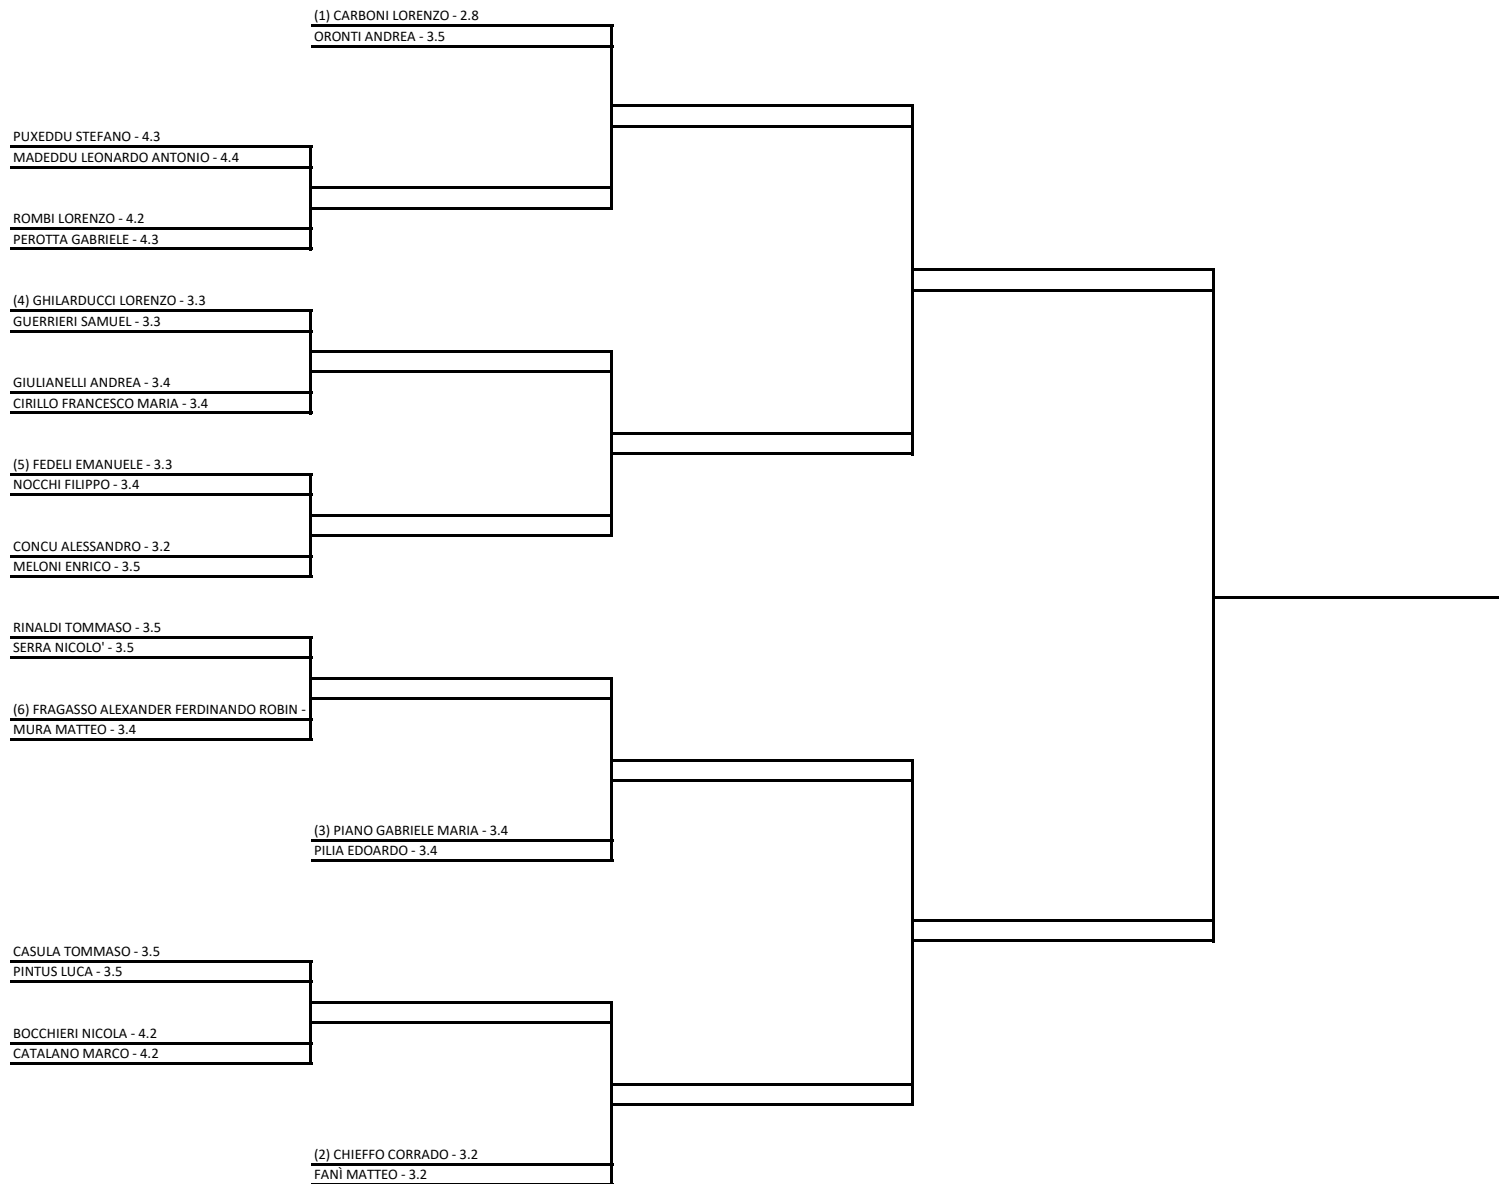 (1) CARBONI LORENZO - 2.8
ORONTI ANDREA - 3.5
PUXEDDU STEFANO - 4.3
MADEDDU LEONARDO ANTONIO - 4.4
ROMBI LORENZO - 4.2
PEROTTA GABRIELE - 4.3
(4) GHILARDUCCI LORENZO - 3.3
GUERRIERI SAMUEL - 3.3
GIULIANELLI ANDREA - 3.4
CIRILLO FRANCESCO MARIA - 3.4
(5) FEDELI EMANUELE - 3.3
NOCCHI FILIPPO - 3.4
CONCU ALESSANDRO - 3.2
MELONI ENRICO - 3.5
RINALDI TOMMASO - 3.5
SERRA NICOLO' - 3.5
(6) FRAGASSO ALEXANDER FERDINANDO ROBIN -
MURA MATTEO - 3.4
(3) PIANO GABRIELE MARIA - 3.4
PILIA EDOARDO - 3.4
CASULA TOMMASO - 3.5
PINTUS LUCA - 3.5
BOCCHIERI NICOLA - 4.2
CATALANO MARCO - 4.2
(2) CHIEFFO CORRADO - 3.2
FANÌ MATTEO - 3.2